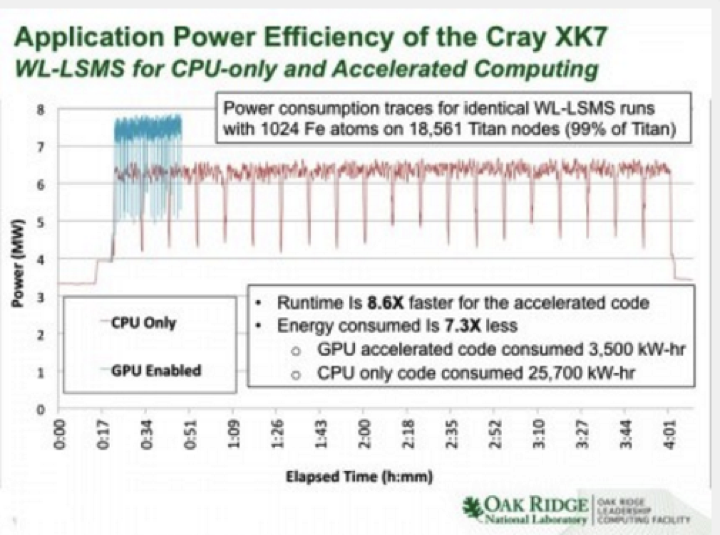 Application Power Efficiency of the Cray XK7
WL-LSMS for CPU-only and Accelerated Computing
Power consumption traces for identical WL-LSMS runs
with 1024 Fe atoms on 18,561 Titan nodes (99% of Titan)
8
7
6
5
4
3
2
1
0
Power (MW)
CPU Only
GPU Enabled
• Runtime Is 8.6X faster for the accelerated code
• Energy consumed Is 7.3X less
o GPU accelerated code consumed 3,500 kW-hr
o CPU only code consumed 25,700 kW-hr
0:00 0:17 0:34 0:51 1:09 1:26 1:43 2:00 2:18 2:35 2:52 3:10 3:27 3:44 4:01
Elapsed Time (h:mm)
OAK RIDGE
National Laboratory
OAK RIDGE
LEADERSHIP
COMPUTING FACILITY